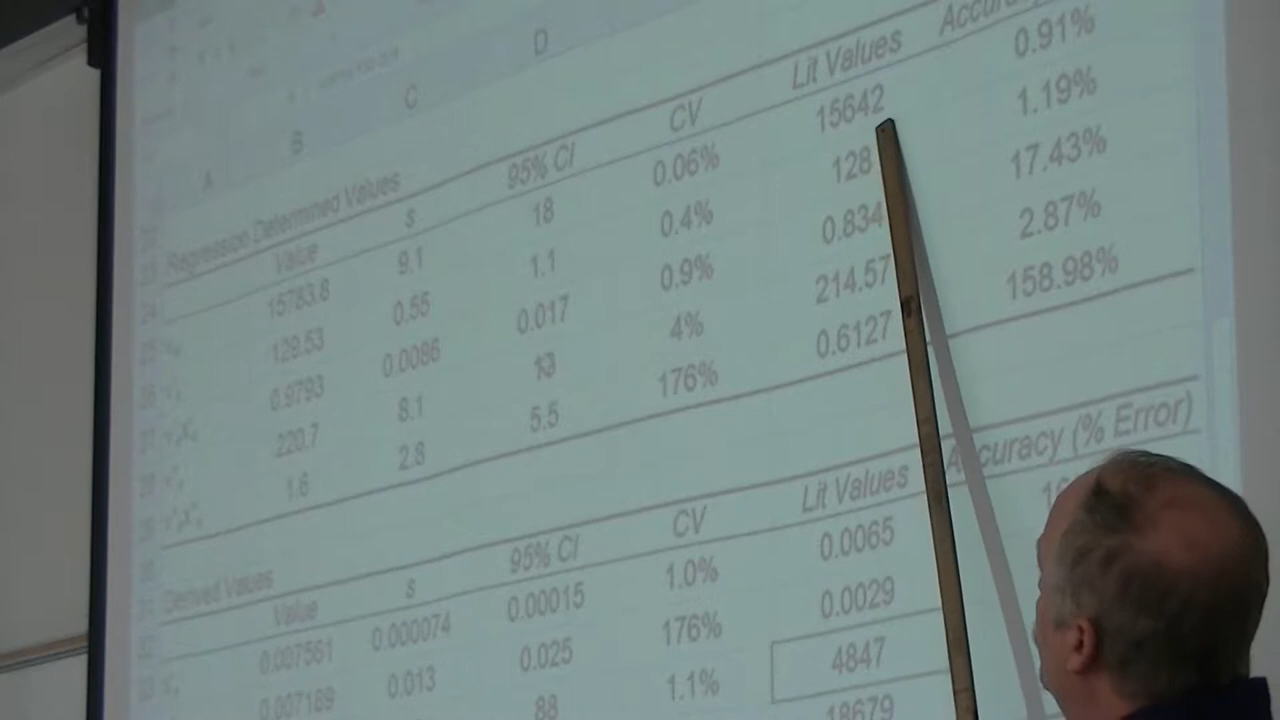 A B C D
Regression Determined Values
Value s 95% CI CV Lit Values
15783.8 9.1 18 0.06% 15642 0.91%
129.53 0.55 1.1 0.4% 128 1.19%
0.9793 0.0086 0.017 0.9% 0.834 17.43%
220.7 8.1 13 4% 214.57 2.87%
1.6 2.8 5.5 176% 0.6127 158.98%
Derived Values
Value s 95% CI CV Lit Values Accuracy (% Error)
0.007561 0.000074 0.00015 1.0% 0.0065
0.007189 0.013 0.025 176% 0.0029
88 1.1% 4847
18679